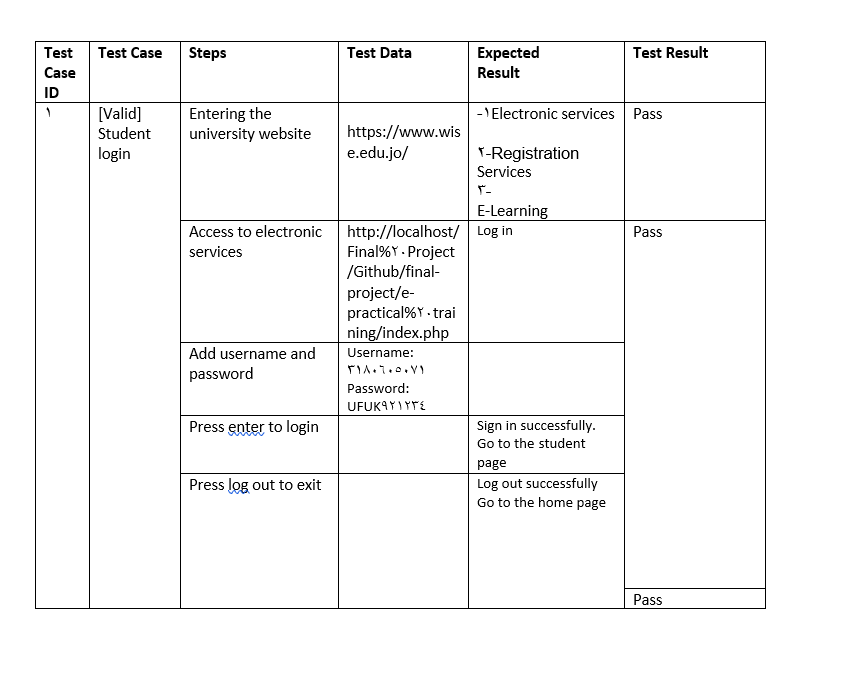 Test Case ID
Test Case
Steps
Test Data
Expected Result
Test Result
١
[Valid]
Student
login
Entering the
university website
https://www.wis
e.edu.jo/
-١Electronic services
٢-Registration
Services
٣-
E-Learning
Pass
Access to electronic
services
http://localhost/
Final%٢٠Project
/Github/final-
project/e-
practical%٢٠trai
ning/index.php
Log in
Pass
Add username and
password
Username:
٣١٨٠٦٠٥٠٧١
Password:
UFUK٩٢١٢٣٤
Press enter to login
Sign in successfully.
Go to the student
page
Press log out to exit
Log out successfully
Go to the home page
Pass